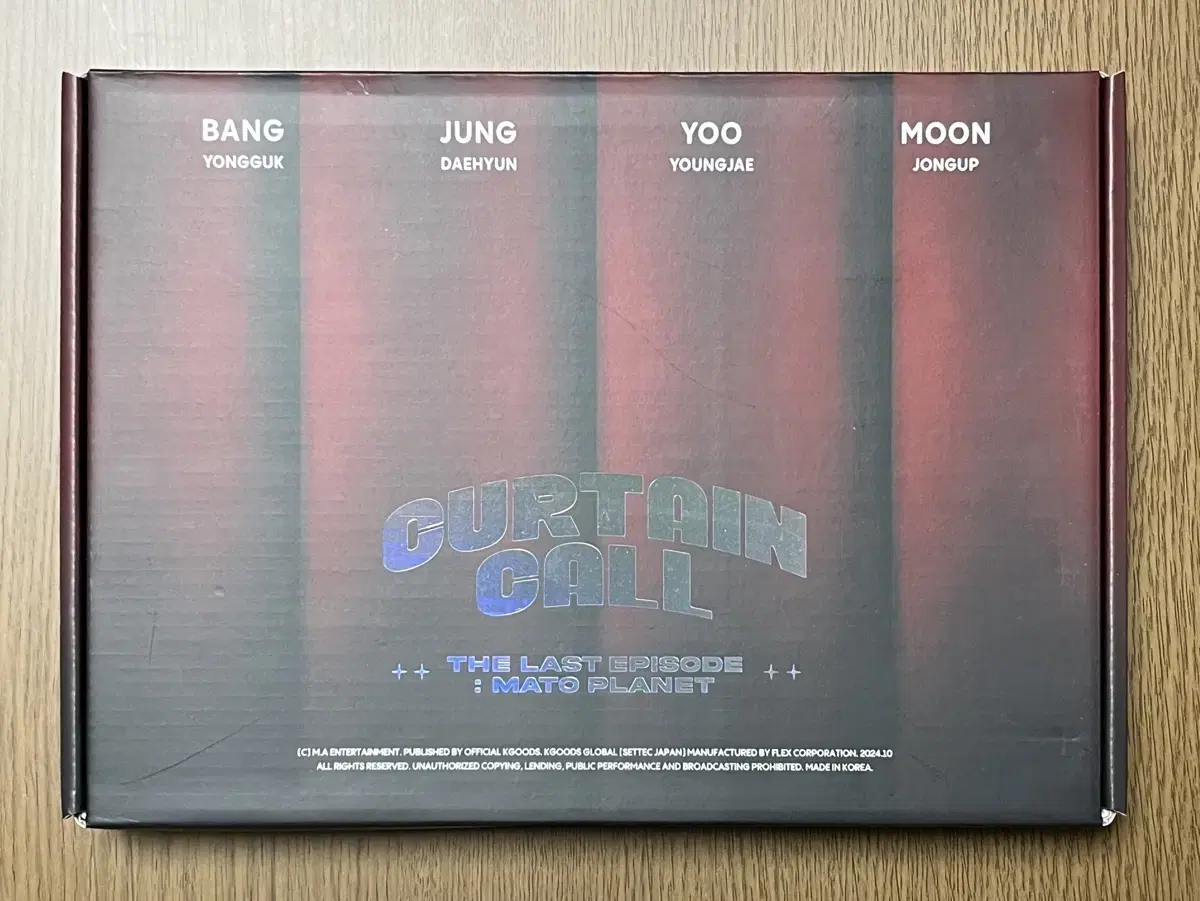 BANG
YONGGUK
JUNG
DAEHYUN
YOO
YOUNGJAE
MOON
JONGUP
CURTAIN
CALL
THE LAST EPISODE
: MATO PLANET
(C) M.A ENTERTAINMENT. PUBLISHED BY OFFICIAL KGOODS. KGOODS GLOBAL [SETTEC JAPAN] MANUFACTURED BY FLEX CORPORATION. 2024.10
ALL RIGHTS RESERVED. UNAUTHORIZED COPYING, LENDING, PUBLIC PERFORMANCE AND BROADCASTING PROHIBITED. MADE IN KOREA.